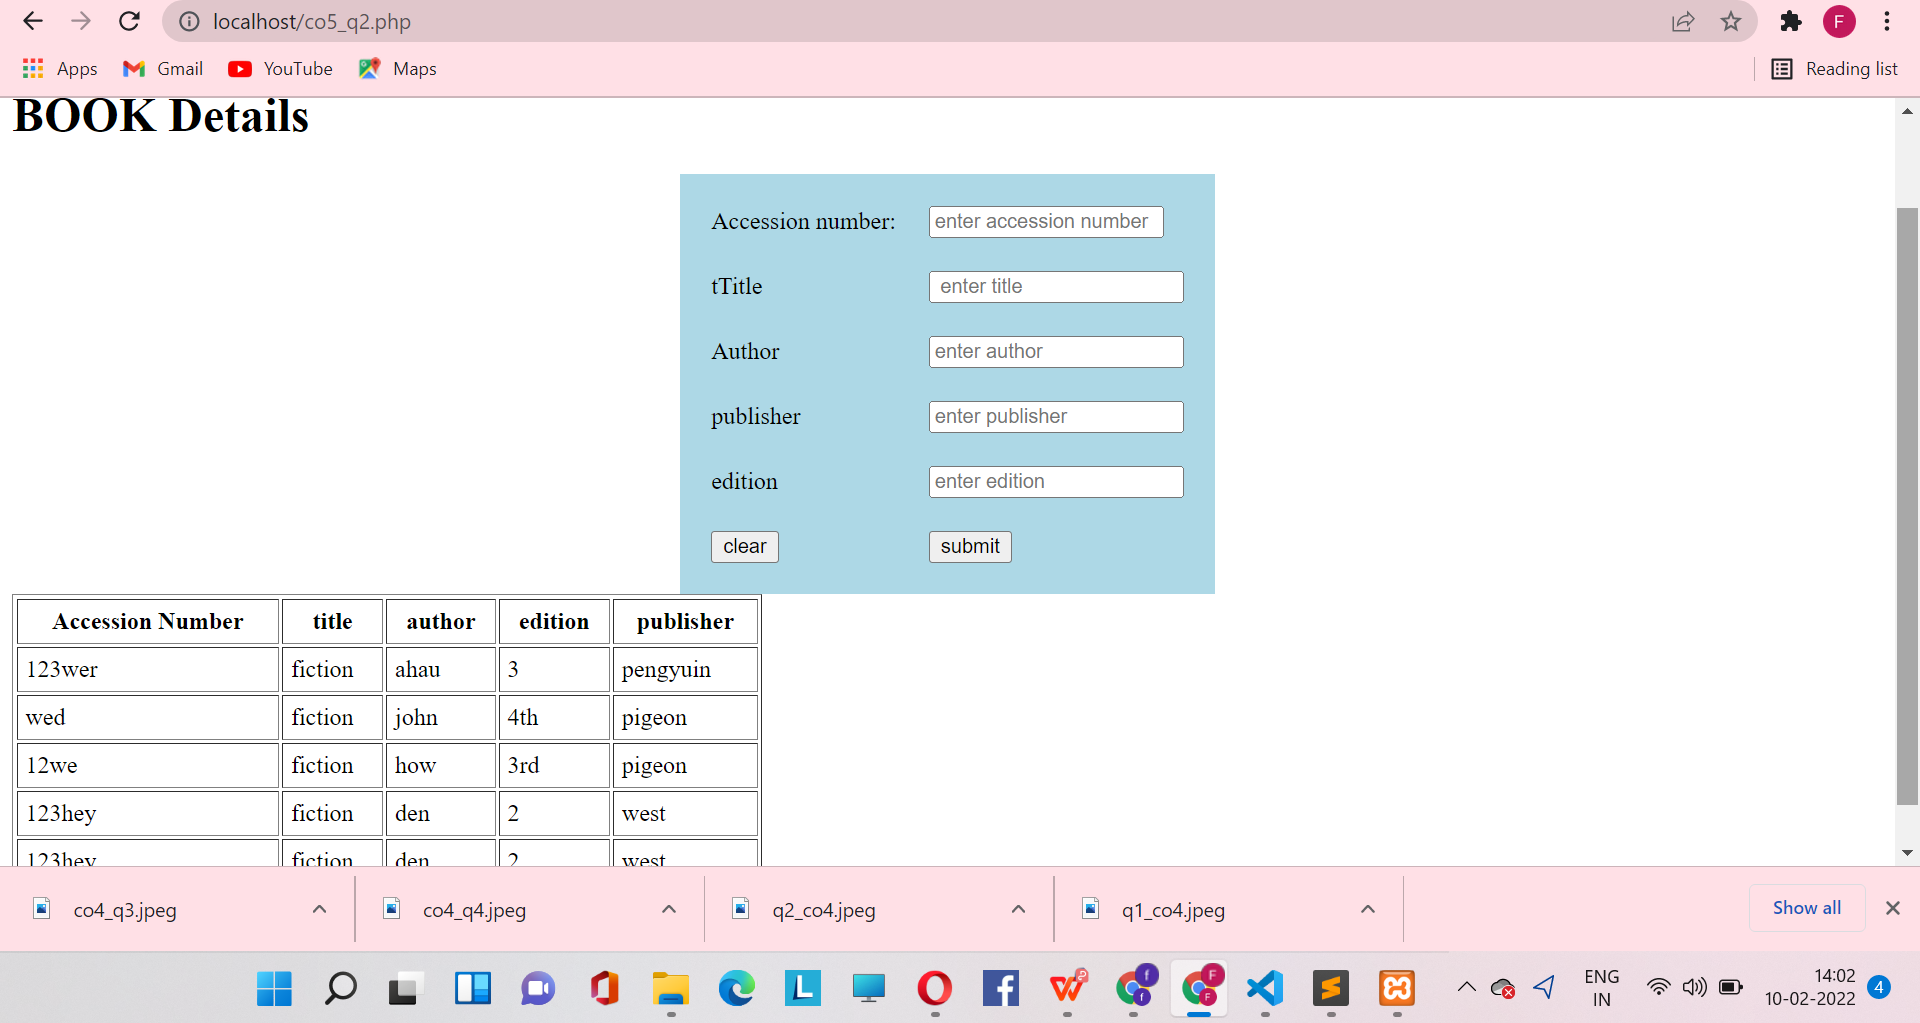 localhost/co5_q2.php
F
Apps
Gmail
YouTube
Maps
Reading list
BOOK Details
Accession number: enter accession number
tTitle enter title
Author enter author
publisher enter publisher
edition enter edition
clear submit
Accession Number title author edition publisher
123wer fiction ahau 3 pengyuin
wed fiction john 4th pigeon
12we fiction how 3rd pigeon
123hey fiction den 2 west
123hey fiction den 2 west
co4_q3.jpeg
co4_q4.jpeg
q2_co4.jpeg
q1_co4.jpeg
Show all
L
f
f
F
F
S
ENG
IN
14:02
10-02-2022
4